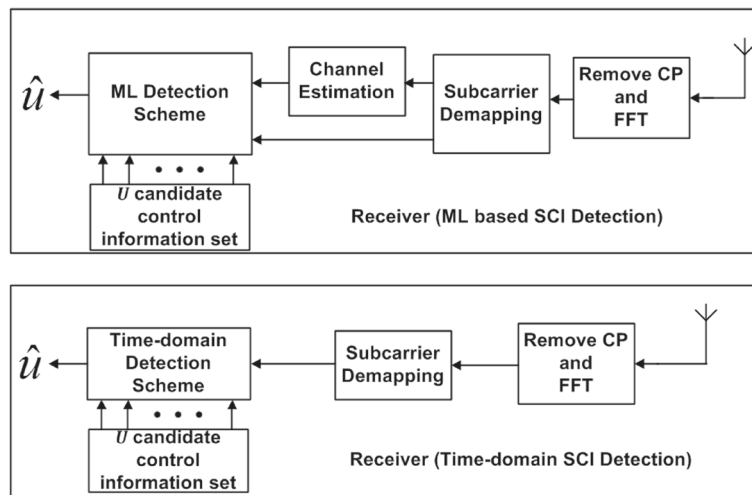 û
ML Detection
Scheme
Channel
Estimation
Subcarrier
Demapping
Remove CP
and
FFT
U candidate
control
information set
Receiver (ML based SCI Detection)
û
Time-domain
Detection
Scheme
Subcarrier
Demapping
Remove CP
and
FFT
U candidate
control
information set
Receiver (Time-domain SCI Detection)